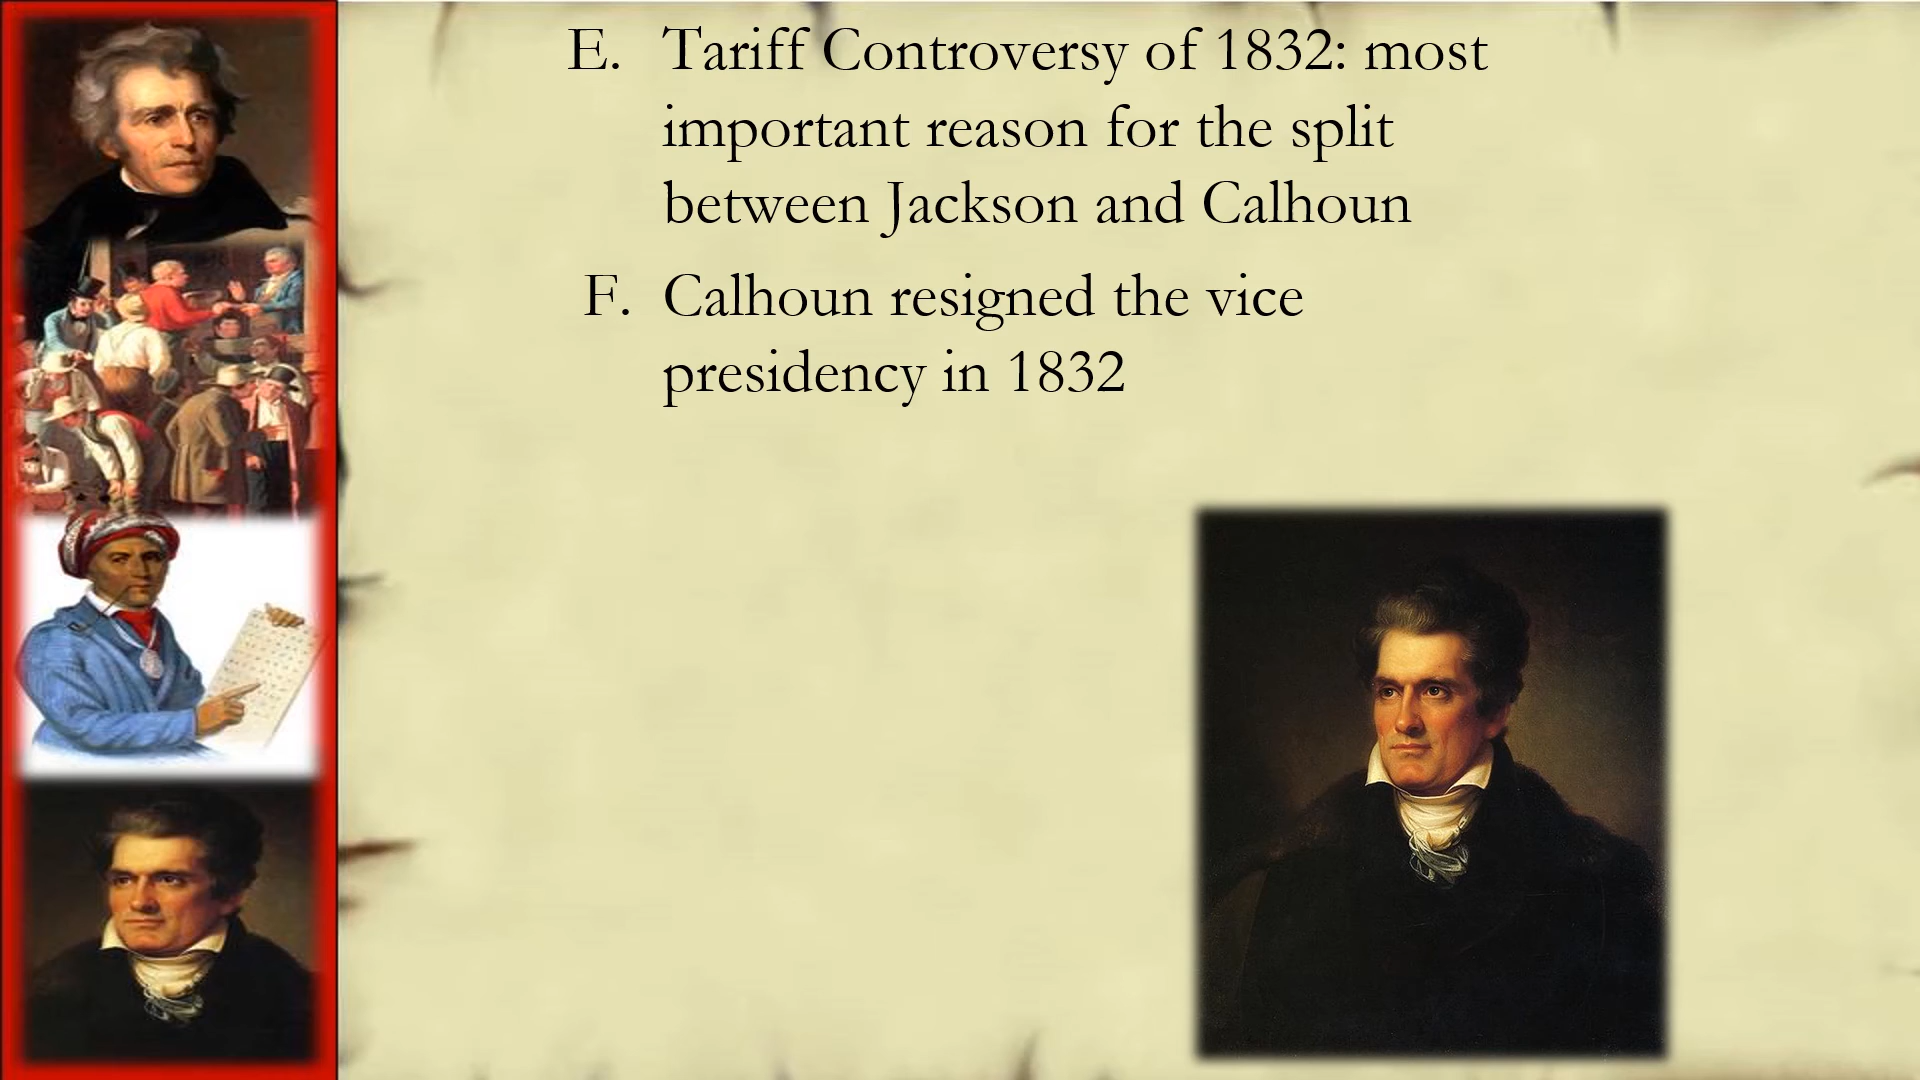 E. Tariff Controversy of 1832: most
important reason for the split
between Jackson and Calhoun
F. Calhoun resigned the vice
presidency in 1832